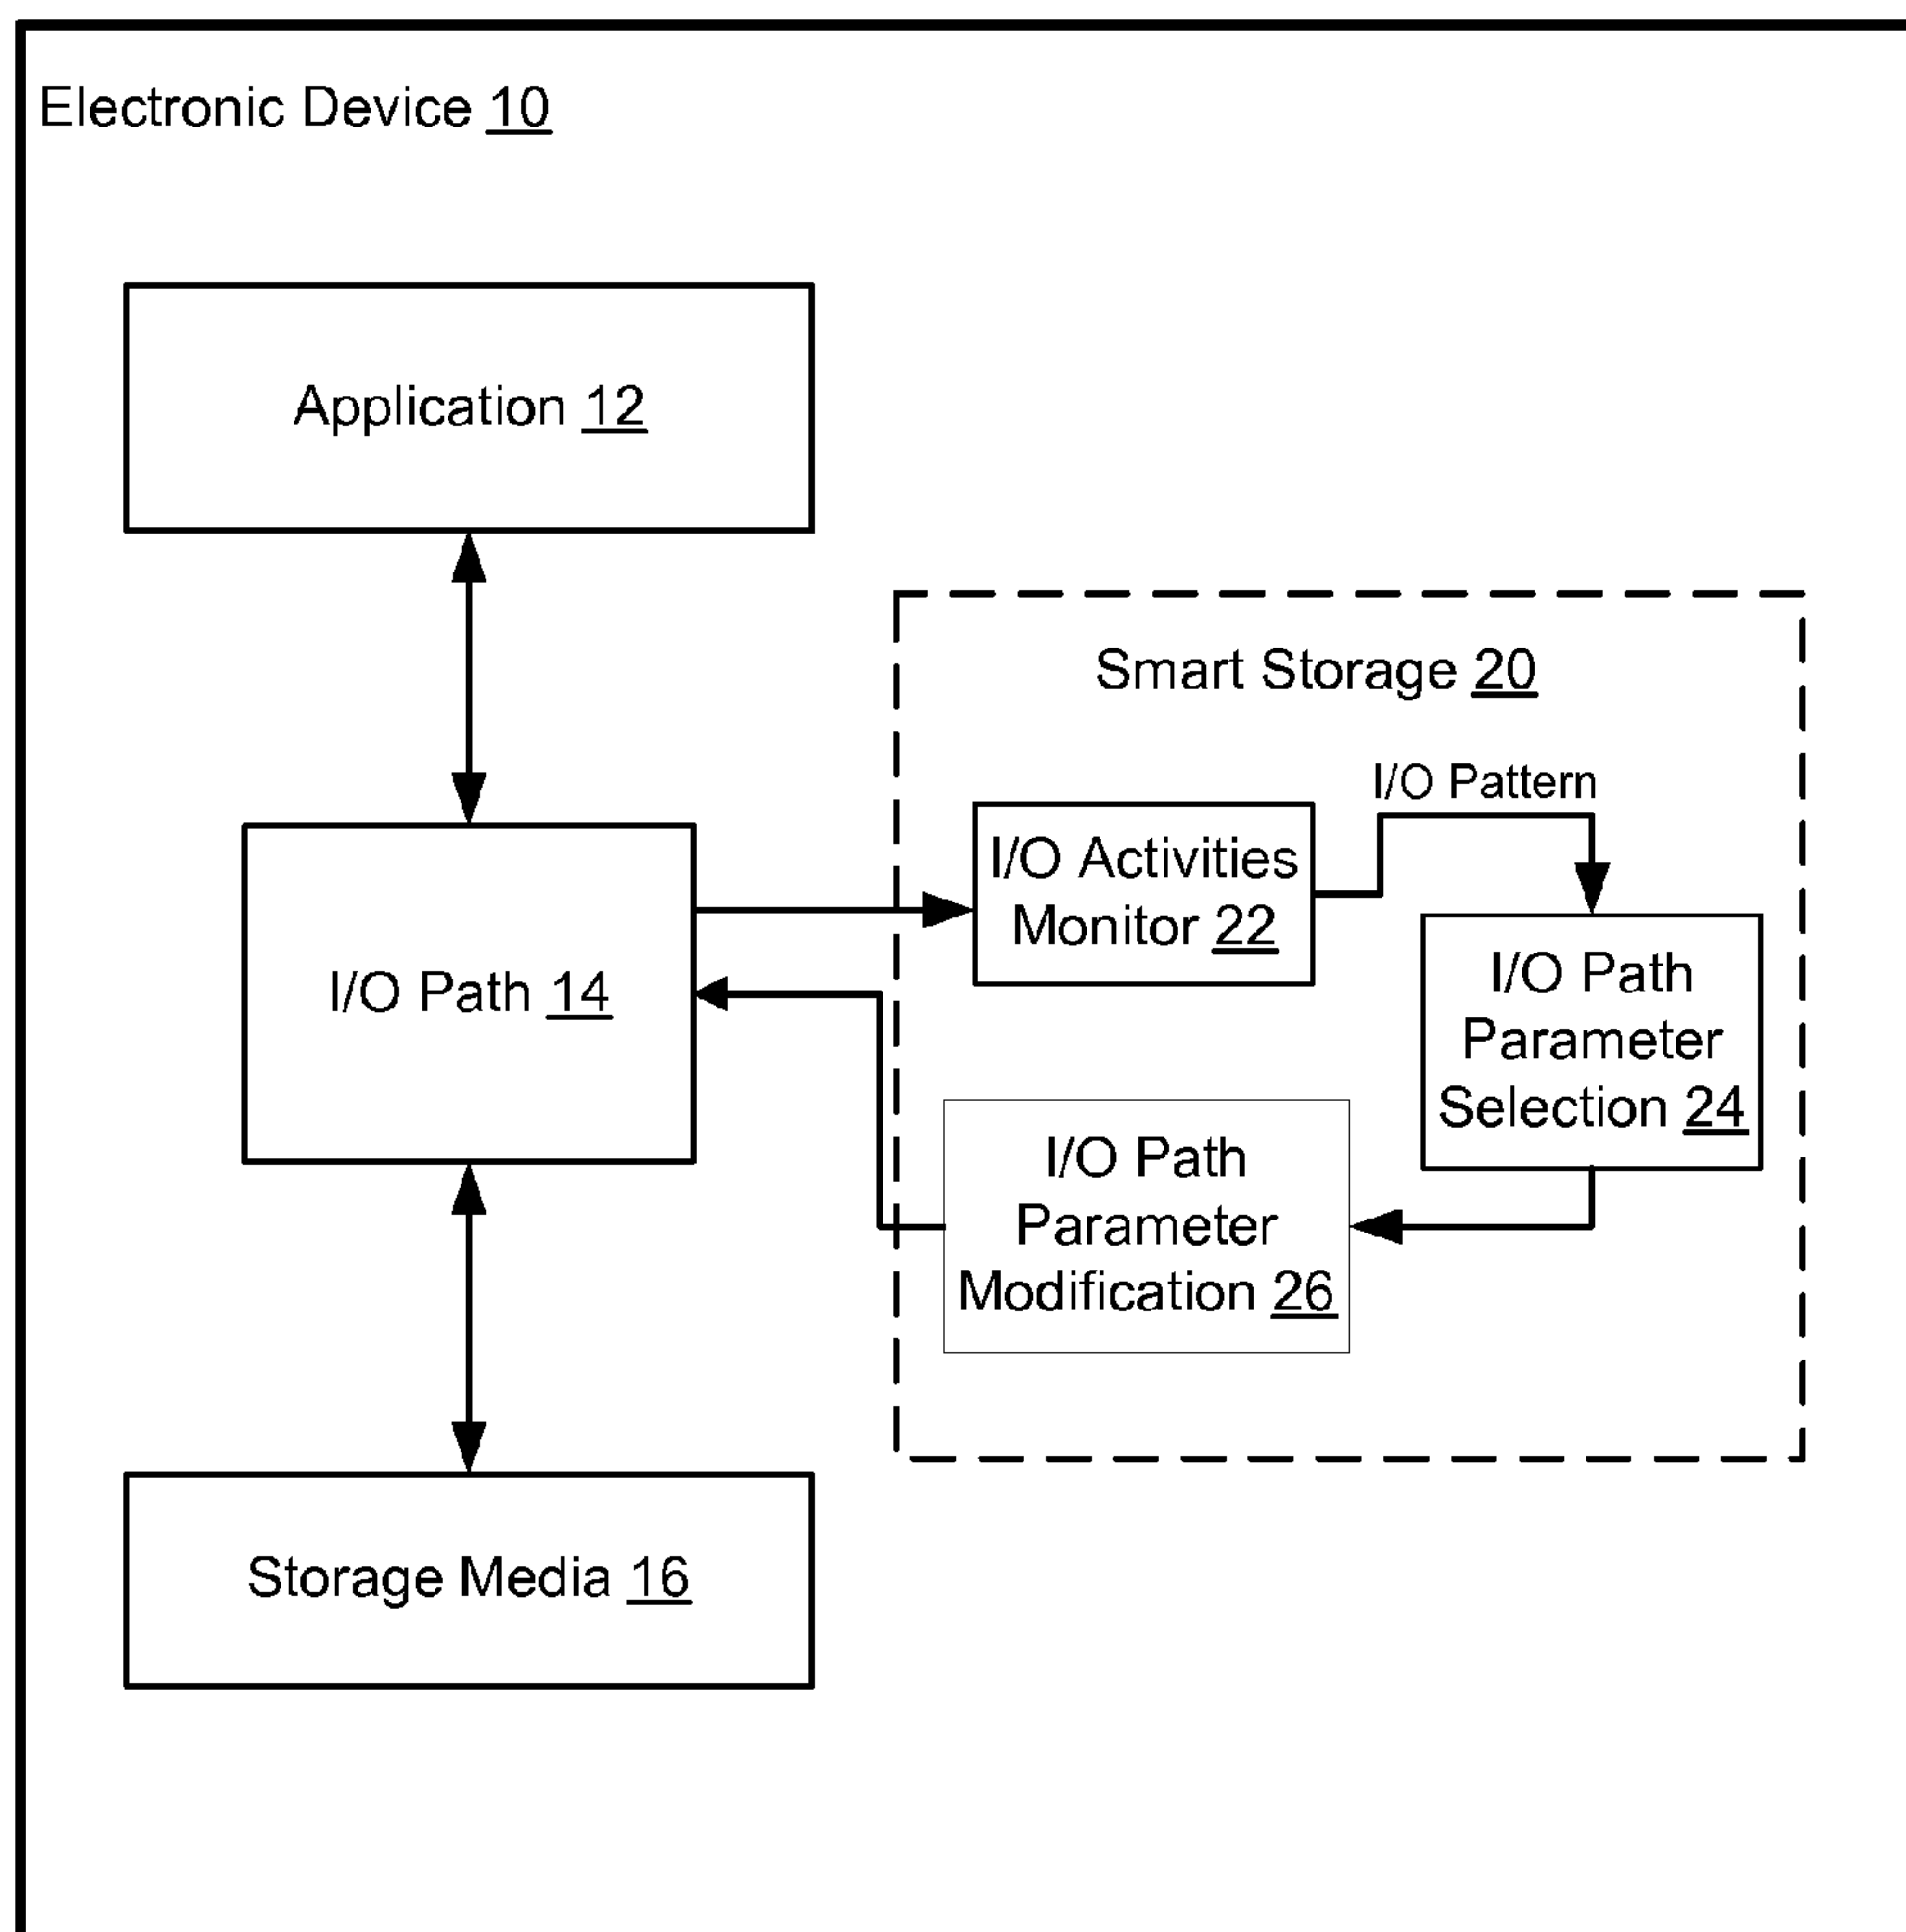 Electronic Device 10
Application 12
Smart Storage 20
I/O Pattern
I/O Activities
Monitor 22
I/O Path 14
I/O Path
Parameter
Selection 24
I/O Path
Parameter
Modification 26
Storage Media 16